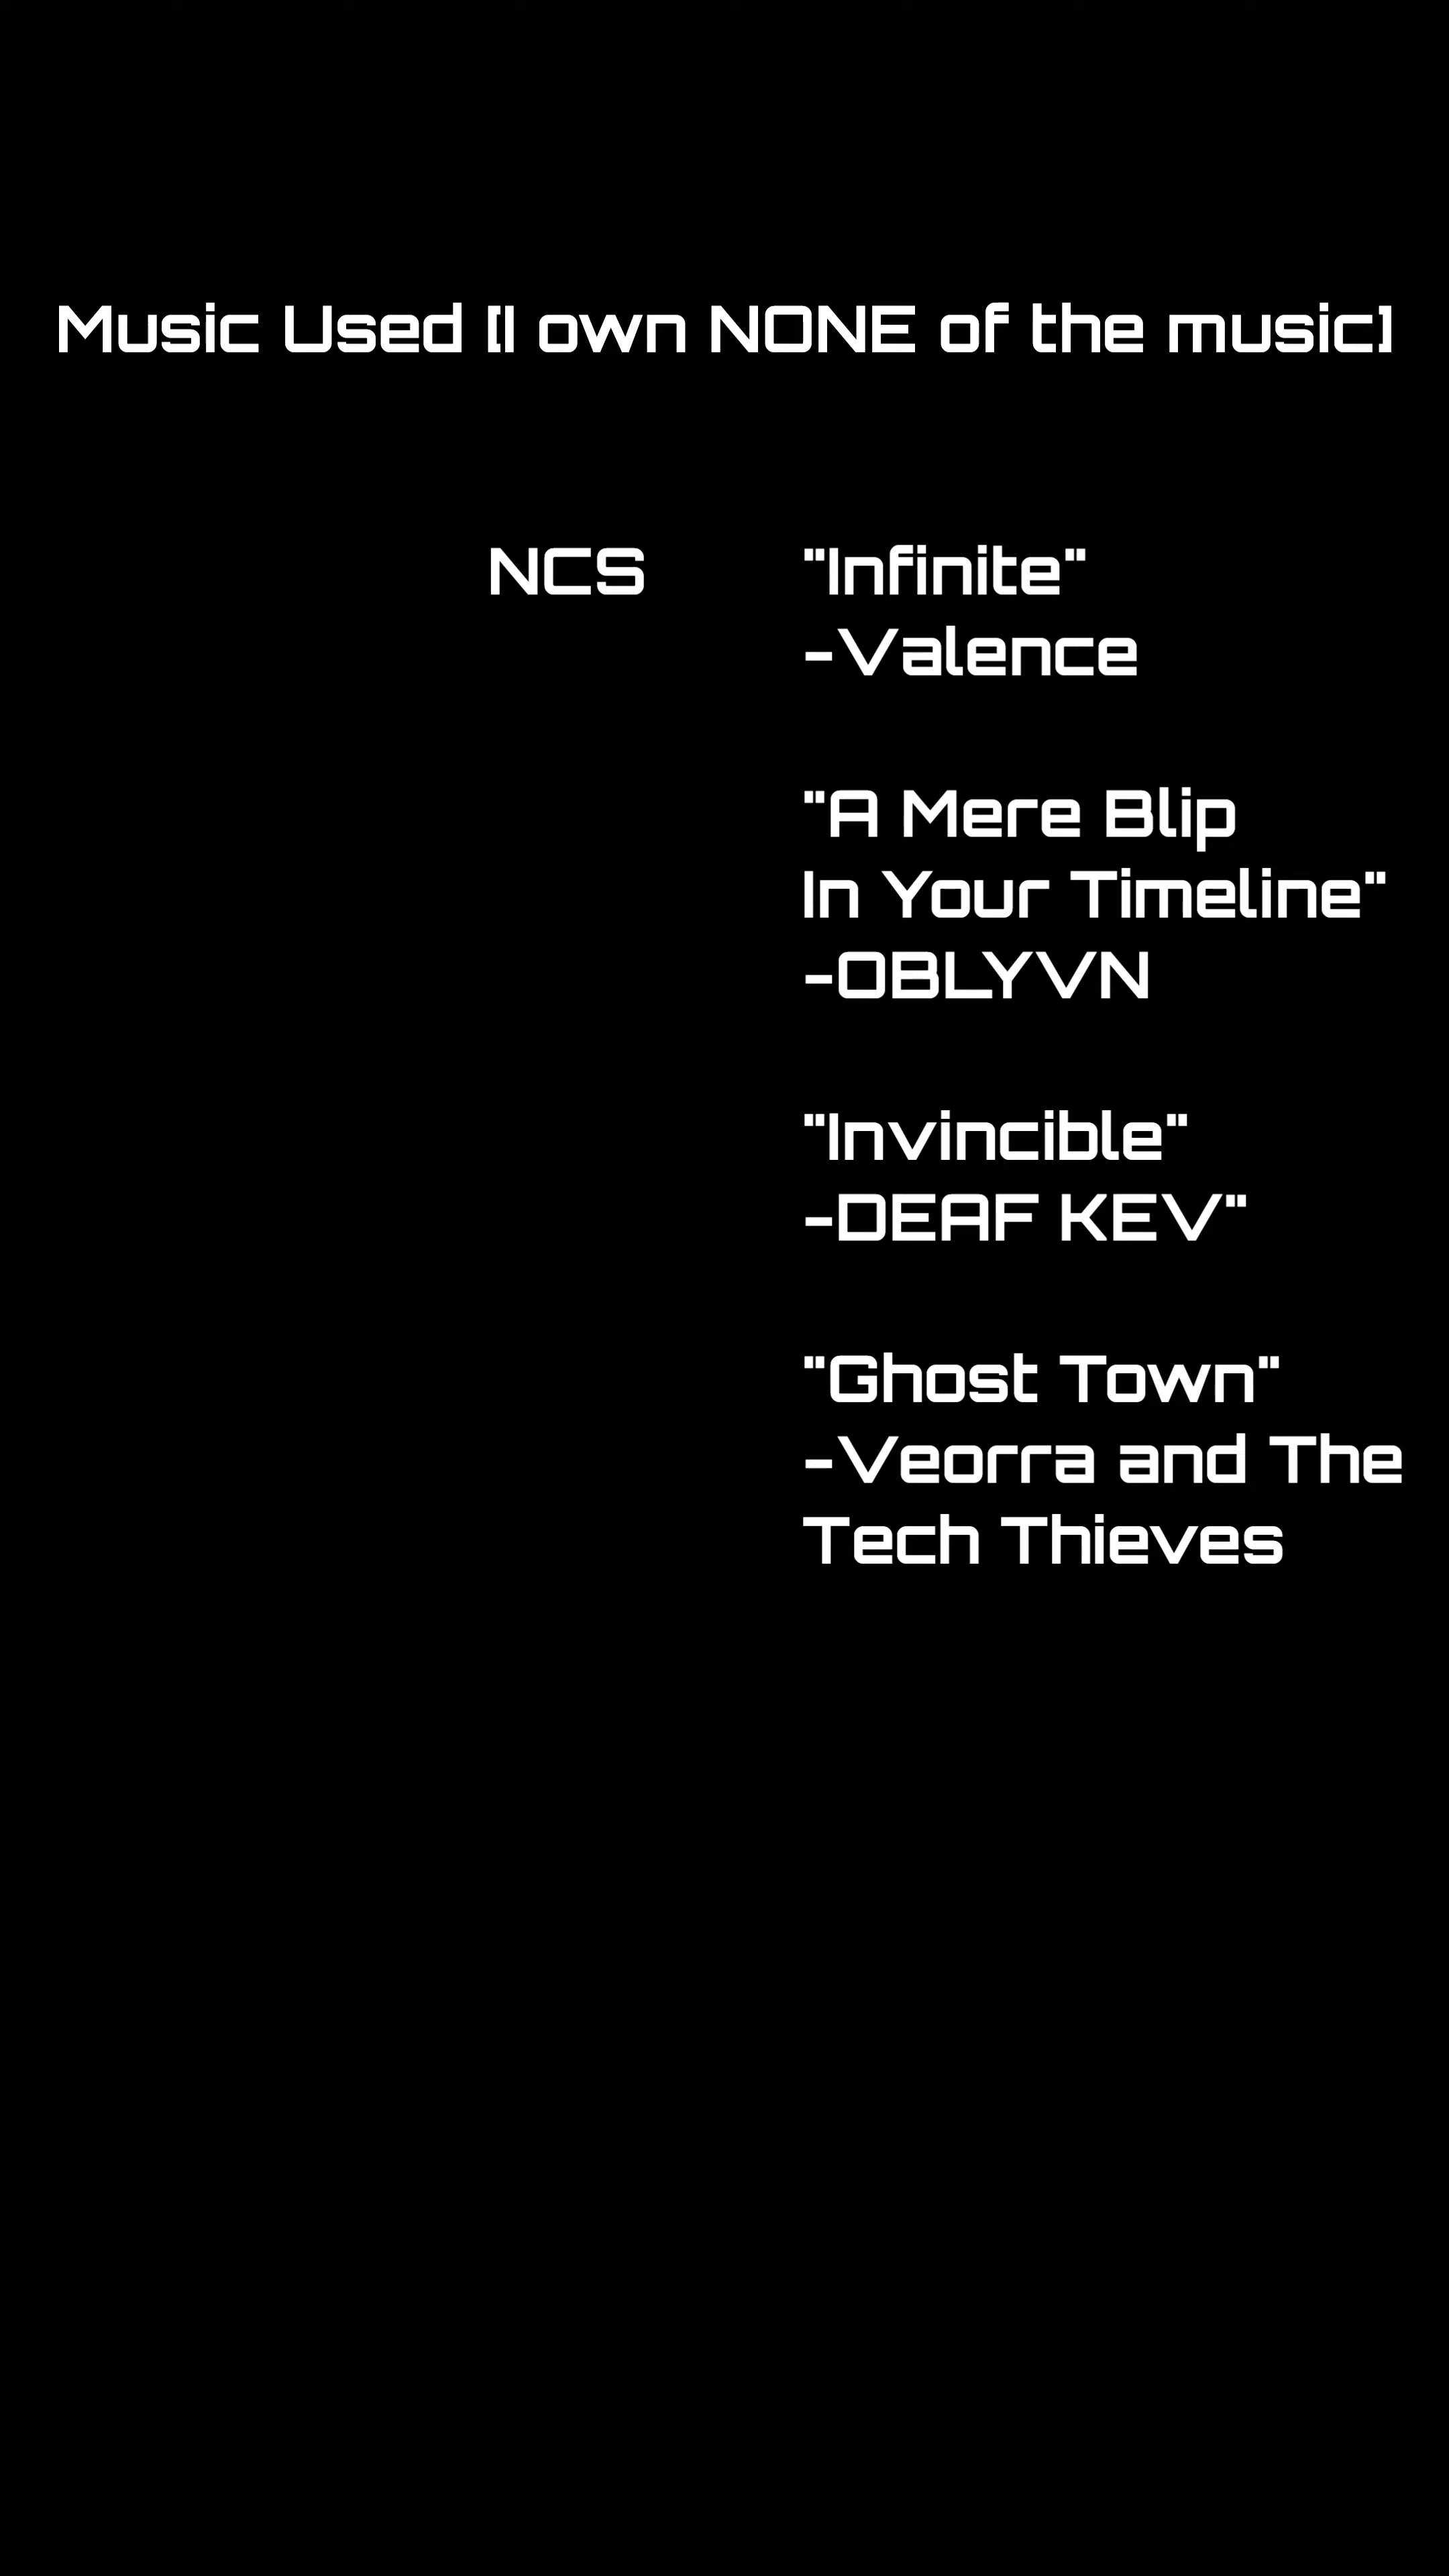 Music Used [I own NONE of the music]
NCS "Infinite"
-Valence
"A Mere Blip
In Your Timeline"
-OBLYVN
"Invincible"
-DEAF KEV"
"Ghost Town"
-Veorra and The
Tech Thieves